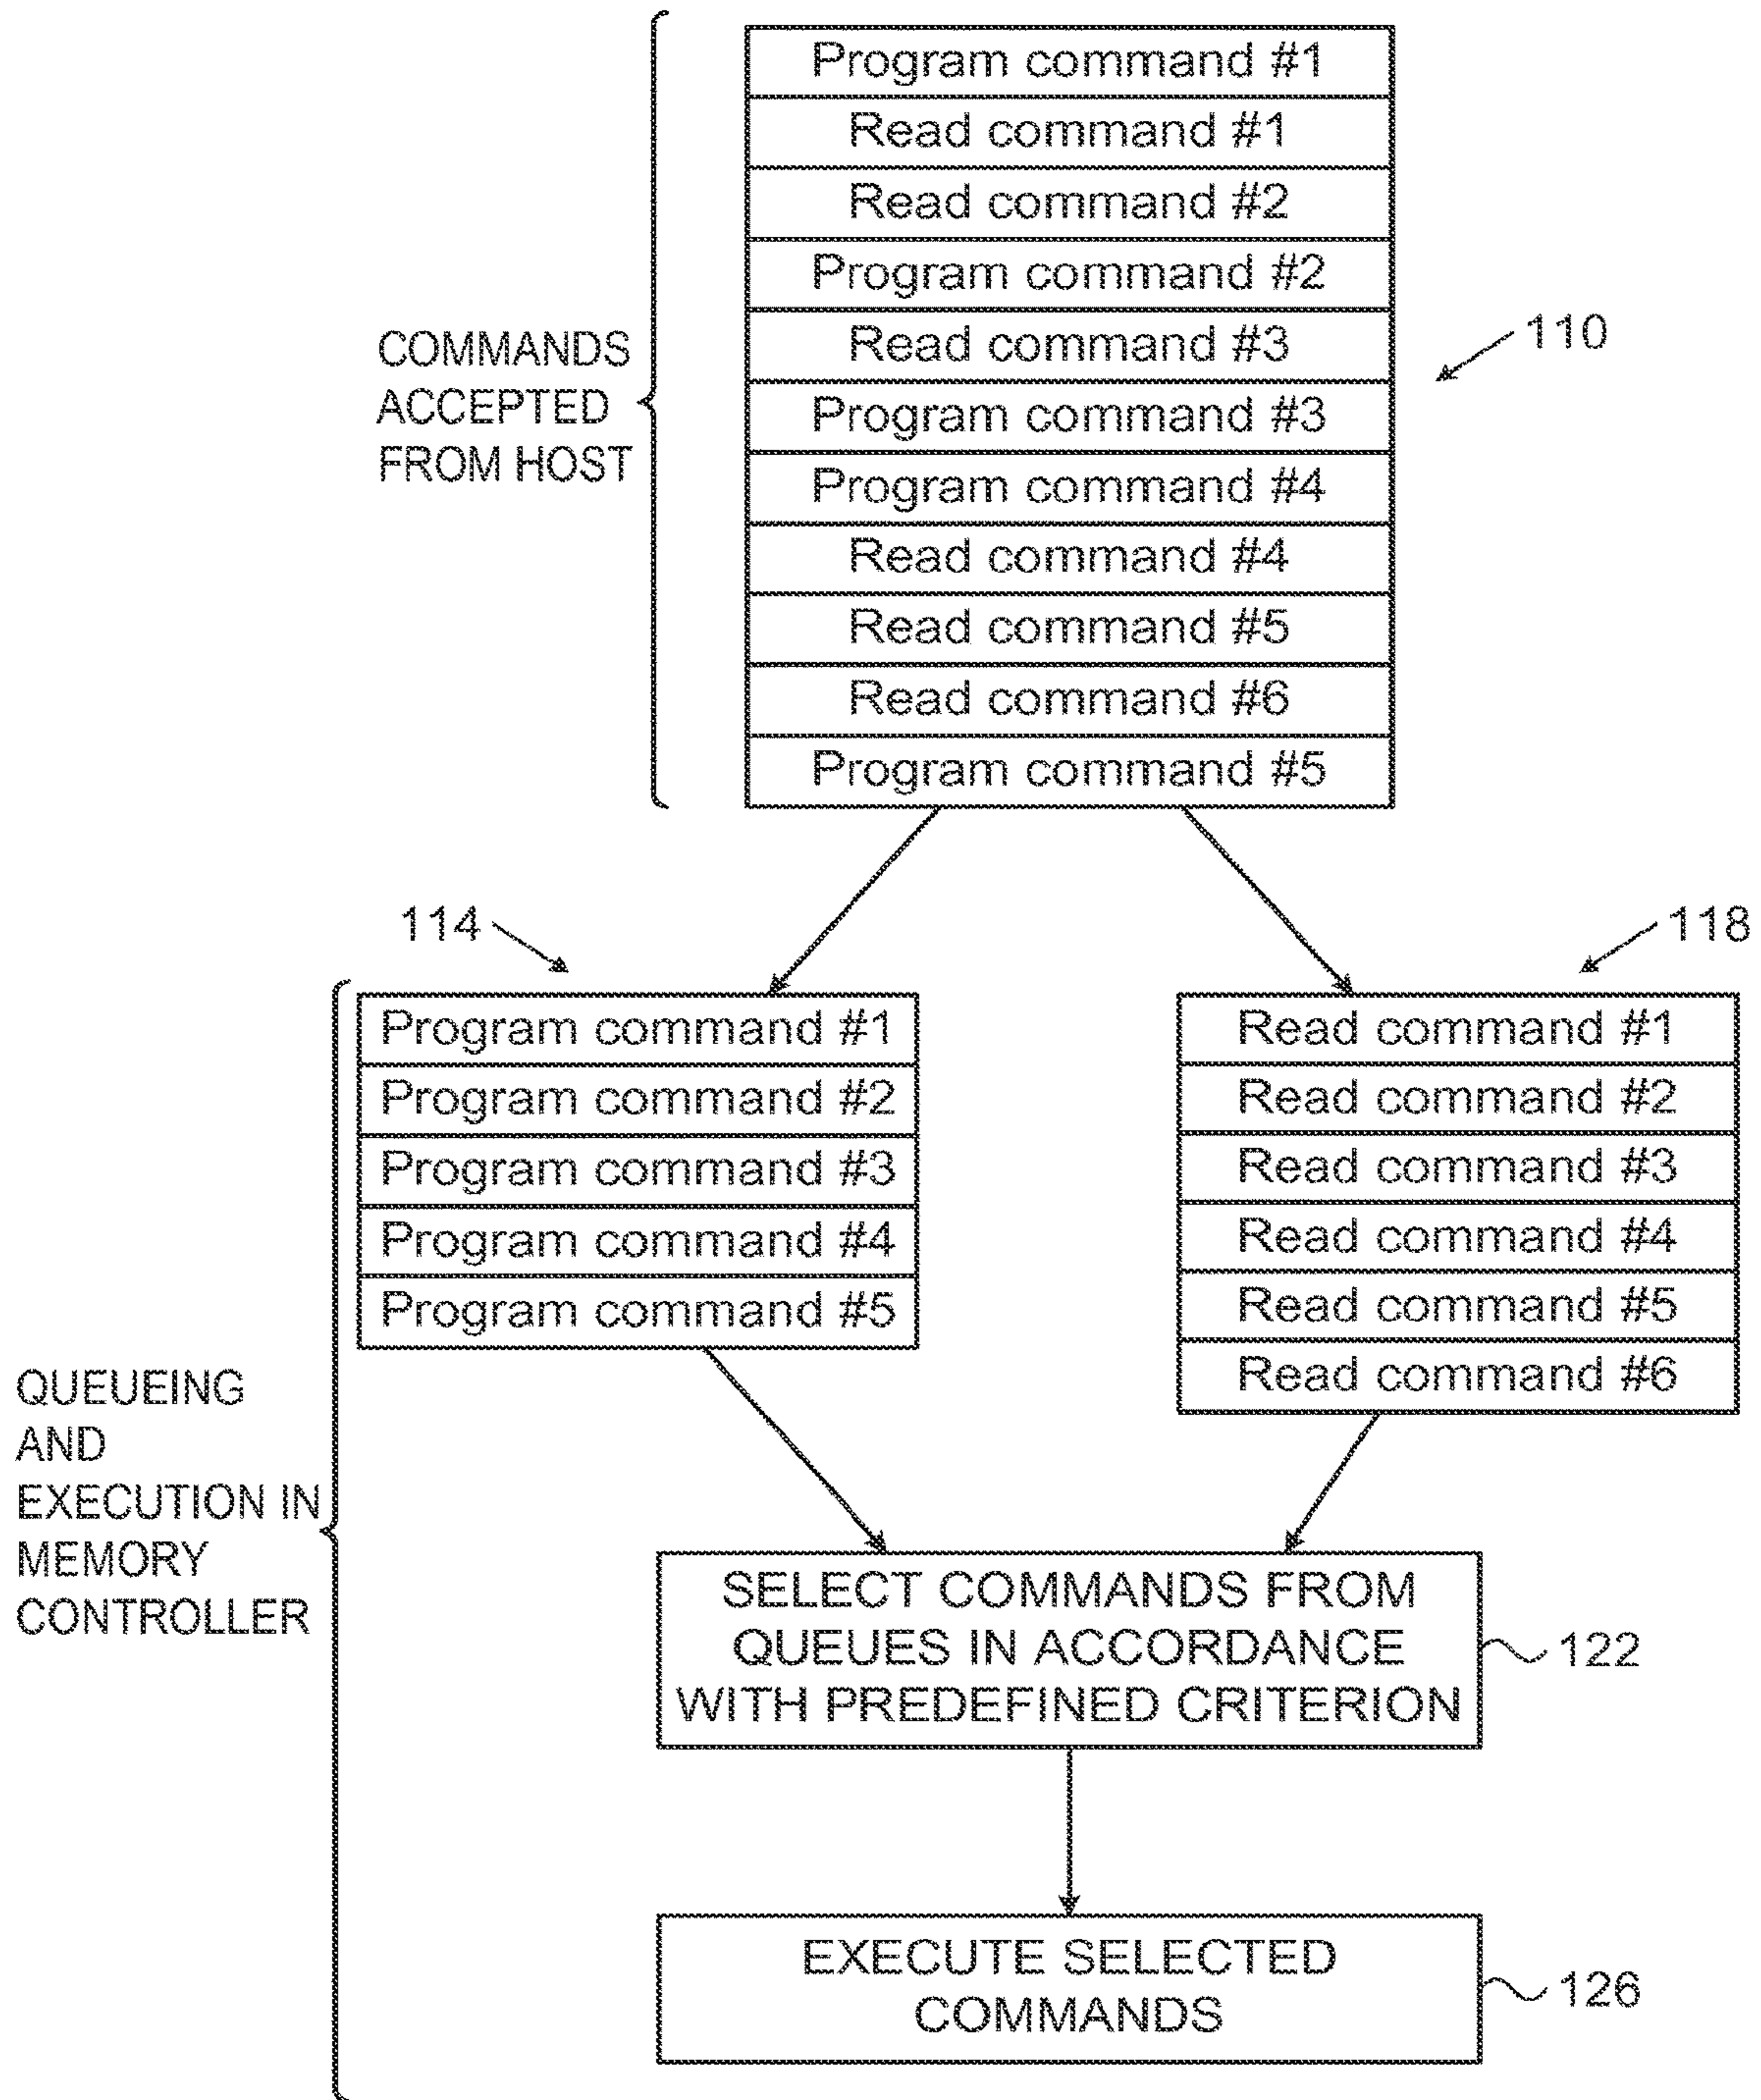 Program command #1
Read command #1
Read command #2
Program command #2
Read command #3
Program command #3
Program command #4
Read command #4
Read command #5
Read command #6
Program command #5
COMMANDS
ACCEPTED
FROM HOST
110
114
118
Program command #1
Program command #2
Program command #3
Program command #4
Program command #5
Read command #1
Read command #2
Read command #3
Read command #4
Read command #5
Read command #6
QUEUEING
AND
EXECUTION IN
MEMORY
CONTROLLER
SELECT COMMANDS FROM
QUEUES IN ACCORDANCE
WITH PREDEFINED CRITERION
122
EXECUTE SELECTED
COMMANDS
126